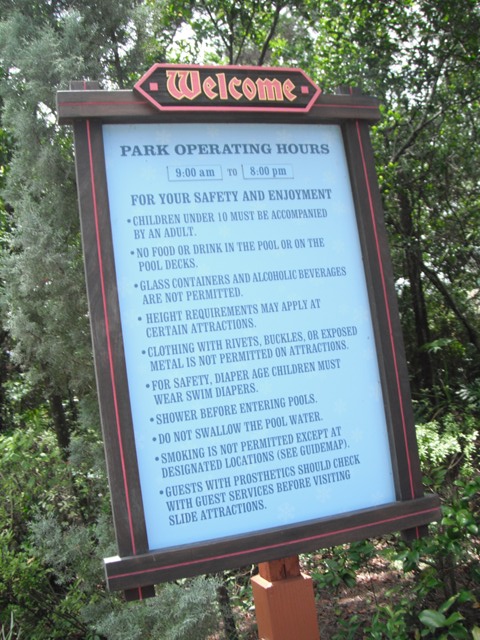 Welcome
PARK OPERATING HOURS
9:00 am TO 8:00 pm
FOR YOUR SAFETY AND ENJOYMENT
• CHILDREN UNDER 10 MUST BE ACCOMPANIED
BY AN ADULT.
• NO FOOD OR DRINK IN THE POOL OR ON THE
POOL DECKS.
• GLASS CONTAINERS AND ALCOHOLIC BEVERAGES
ARE NOT PERMITTED.
• HEIGHT REQUIREMENTS MAY APPLY AT
CERTAIN ATTRACTIONS.
• CLOTHING WITH RIVETS, BUCKLES, OR EXPOSED
METAL IS NOT PERMITTED ON ATTRACTIONS.
• FOR SAFETY, DIAPER AGE CHILDREN MUST
WEAR SWIM DIAPERS.
• SHOWER BEFORE ENTERING POOLS.
• DO NOT SWALLOW THE POOL WATER.
• SMOKING IS NOT PERMITTED EXCEPT AT
DESIGNATED LOCATIONS (SEE GUIDEMAP).
• GUESTS WITH PROSTHETICS SHOULD CHECK
WITH GUEST SERVICES BEFORE VISITING
SLIDE ATTRACTIONS.